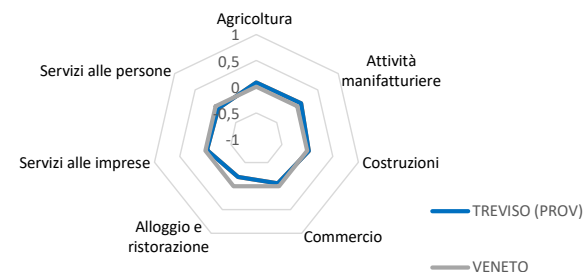 Agricoltura
1
0,5
0
-0,5
-1
Attività
manifatturiere
Servizi alle persone
Servizi alle imprese
Costruzioni
Alloggio e
ristorazione
Commercio
TREVISO (PROV)
VENETO